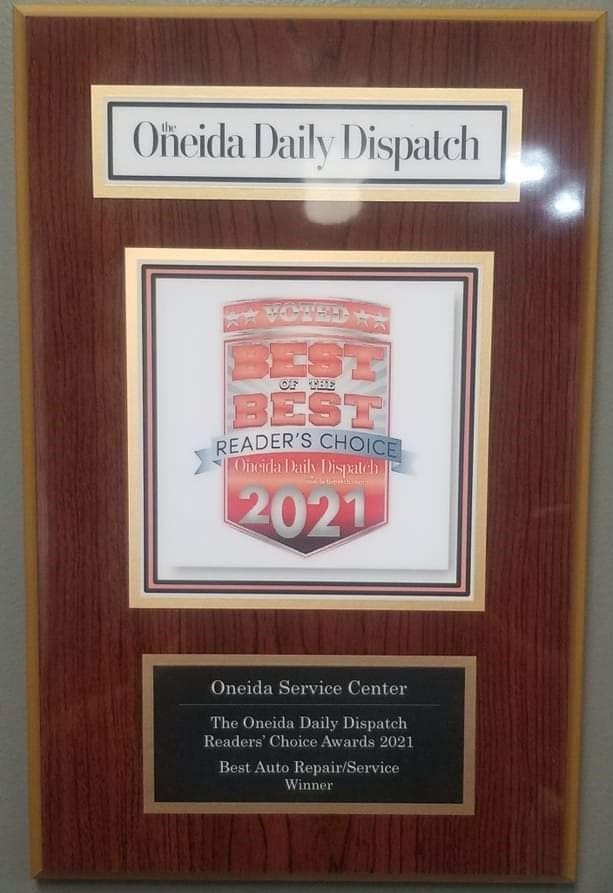 the
Oneida Daily Dispatch
VOTED
BEST
OF THE
BEST
READER'S CHOICE
Oneida Daily Dispatch
2021
Oneida Service Center
The Oneida Daily Dispatch
Readers' Choice Awards 2021
Best Auto Repair/Service
Winner